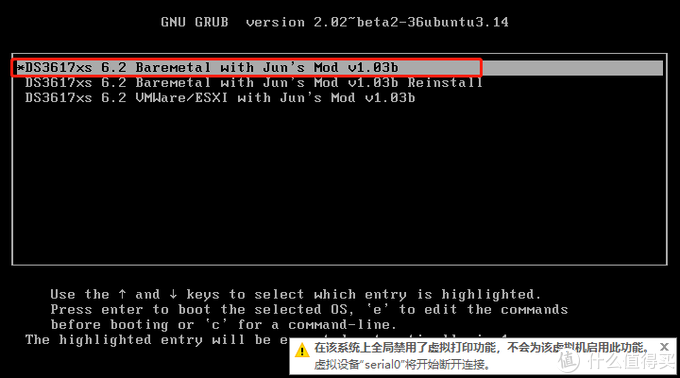 GNU GRUB version 2.02~beta2-36ubuntu3.14
*DS3617xs 6.2 Baremetal with Jun's Mod v1.03b
DS3617xs 6.2 Baremetal with Jun's Mod v1.03b Reinstall
DS3617xs 6.2 VMWare/ESXI with Jun's Mod v1.03b
Use the ↑ and ↓ keys to select which entry is highlighted.
Press enter to boot the selected OS, `e' to edit the commands
before booting or `c' for a command-line.
The highlighted entry will be
在该系统上全局禁用了虚拟打印功能，不会为该虚拟机启用此功能。
虚拟设备"serial0"将开始断开连接。
值 什么值得买